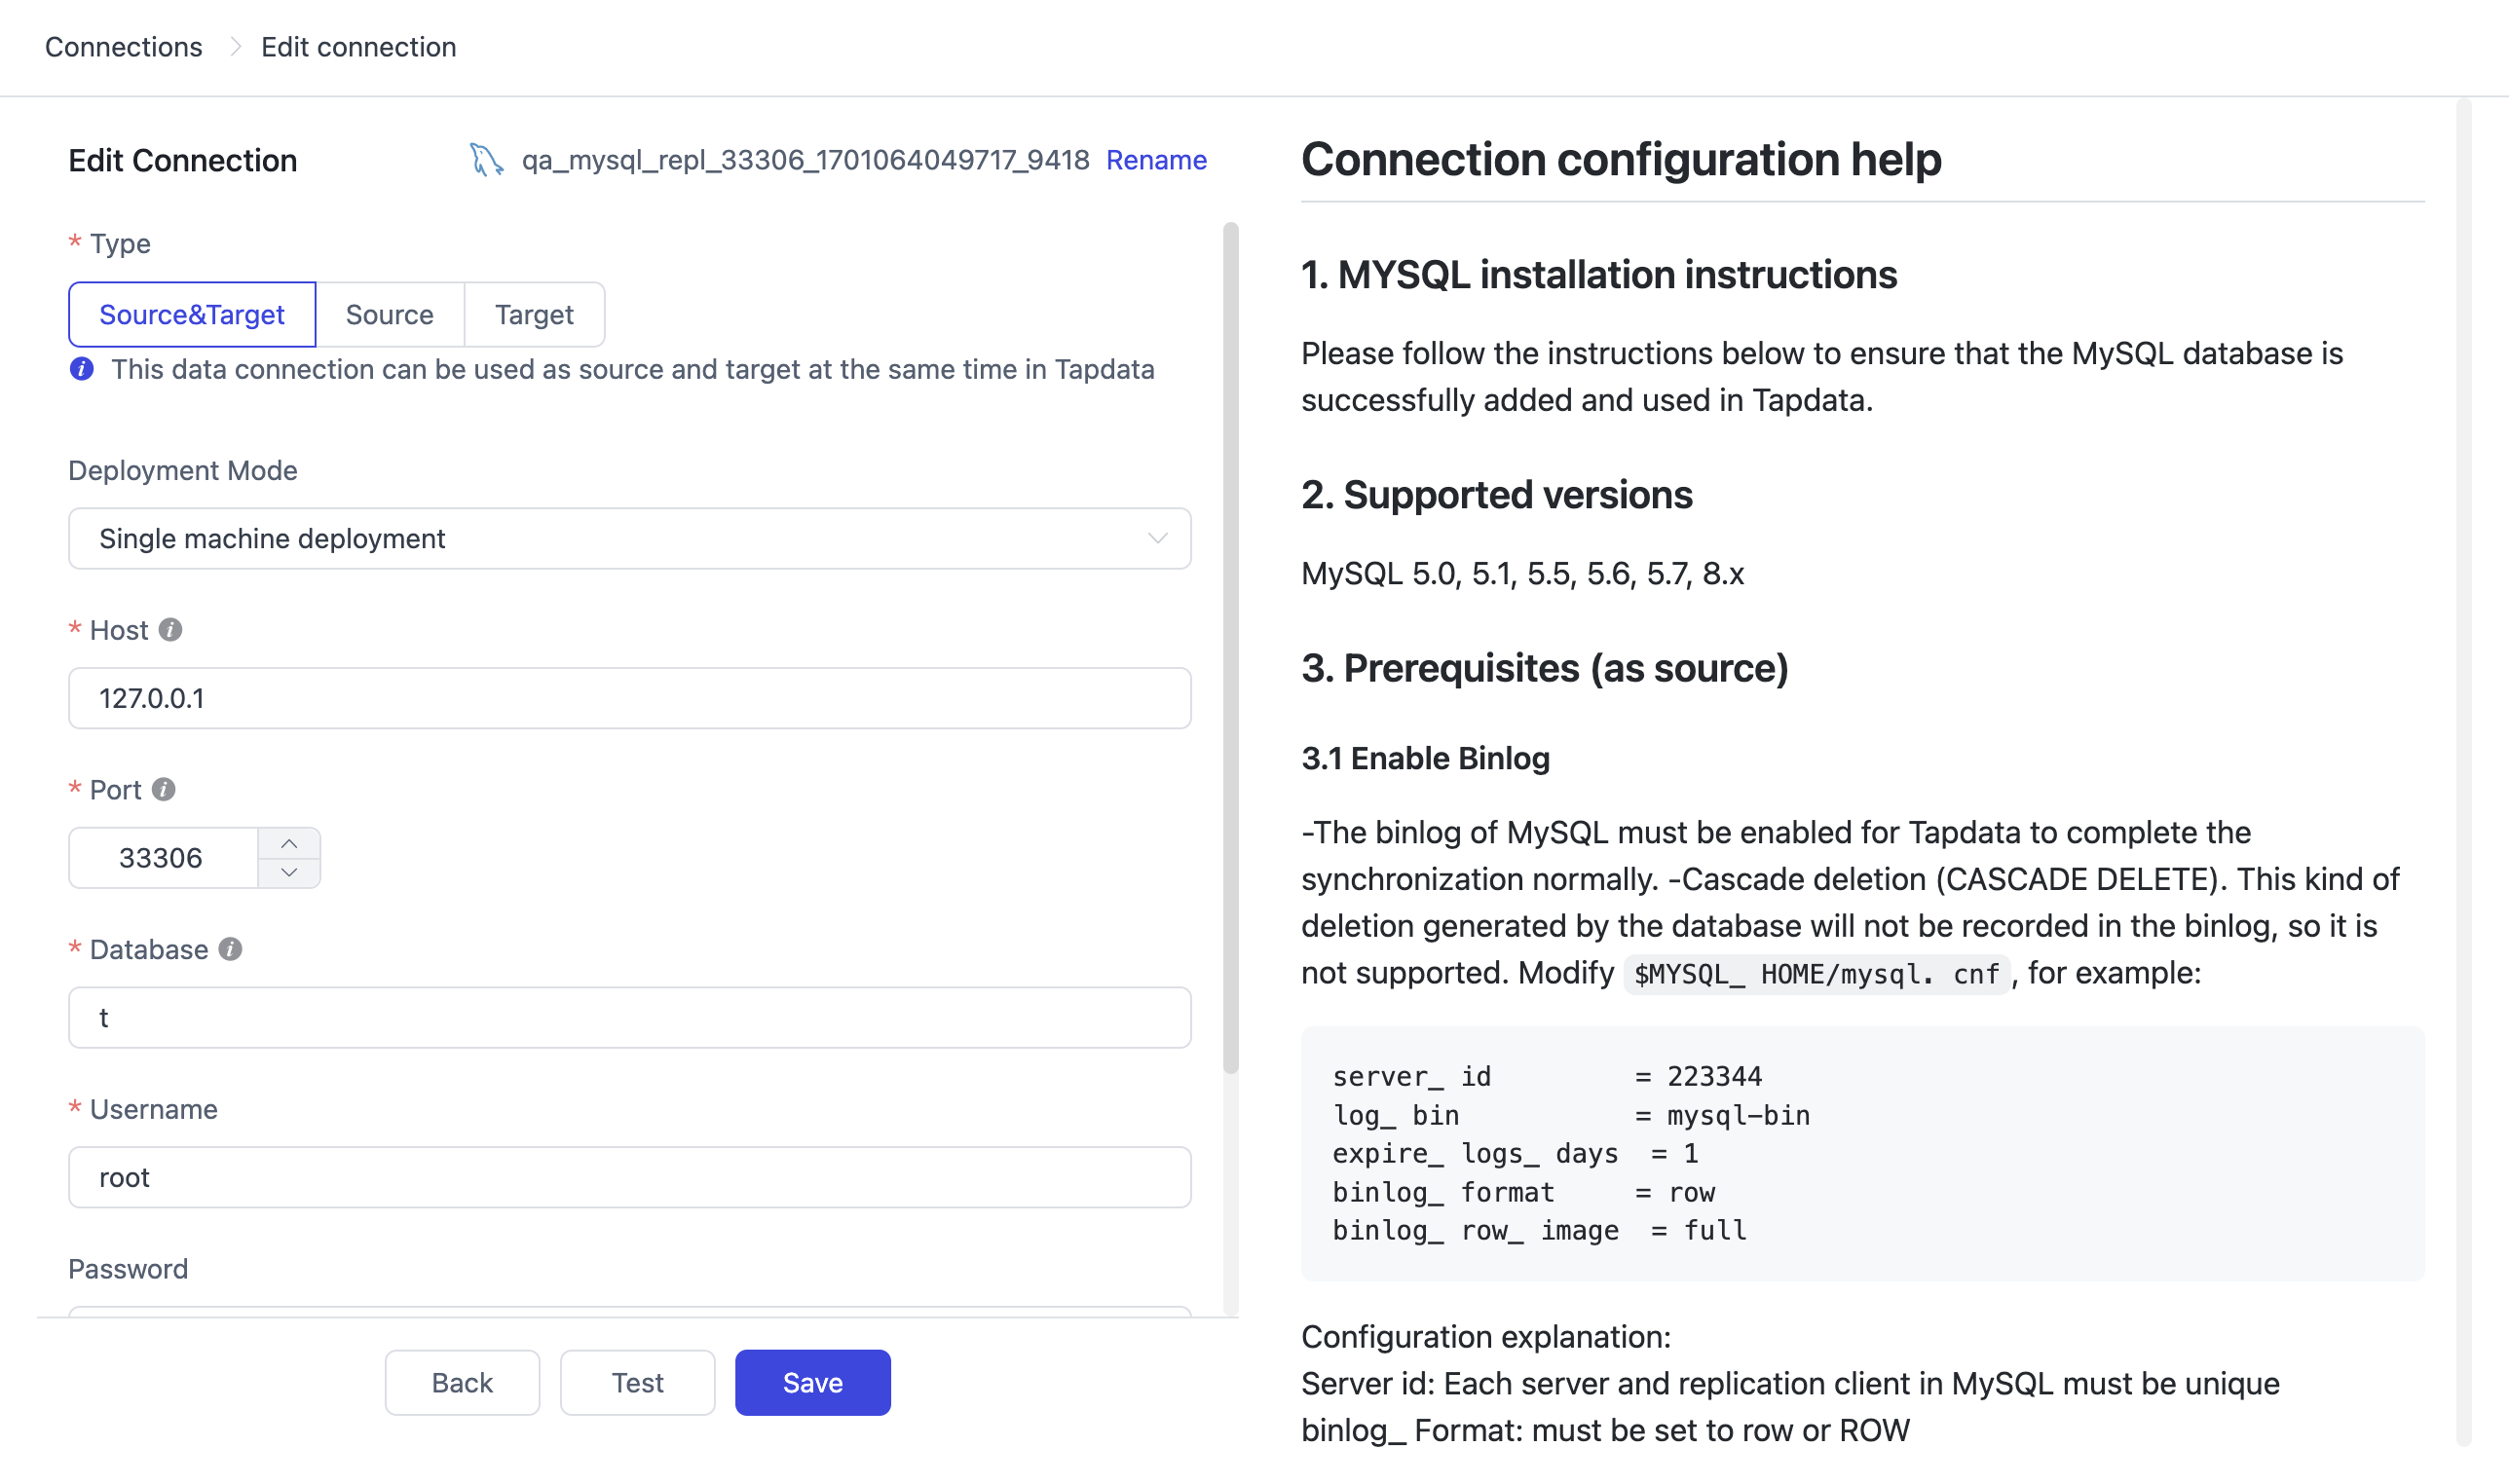 Connections > Edit connection
Edit Connection
qa_mysql_repl_33306_1701064049717_9418 Rename
* Type
Source&Target Source Target
This data connection can be used as source and target at the same time in Tapdata
Deployment Mode
Single machine deployment
* Host
127.0.0.1
* Port
33306
* Database
t
* Username
root
Password
Back Test Save
Connection configuration help
1. MYSQL installation instructions
Please follow the instructions below to ensure that the MySQL database is
successfully added and used in Tapdata.
2. Supported versions
MySQL 5.0, 5.1, 5.5, 5.6, 5.7, 8.x
3. Prerequisites (as source)
3.1 Enable Binlog
-The binlog of MySQL must be enabled for Tapdata to complete the
synchronization normally. -Cascade deletion (CASCADE DELETE). This kind of
deletion generated by the database will not be recorded in the binlog, so it is
not supported. Modify $MYSQL_ HOME/mysql. cnf, for example:
server_ id         = 223344
log_ bin           = mysql-bin
expire_ logs_ days  = 1
binlog_ format     = row
binlog_ row_ image  = full
Configuration explanation:
Server id: Each server and replication client in MySQL must be unique
binlog_ Format: must be set to row or ROW